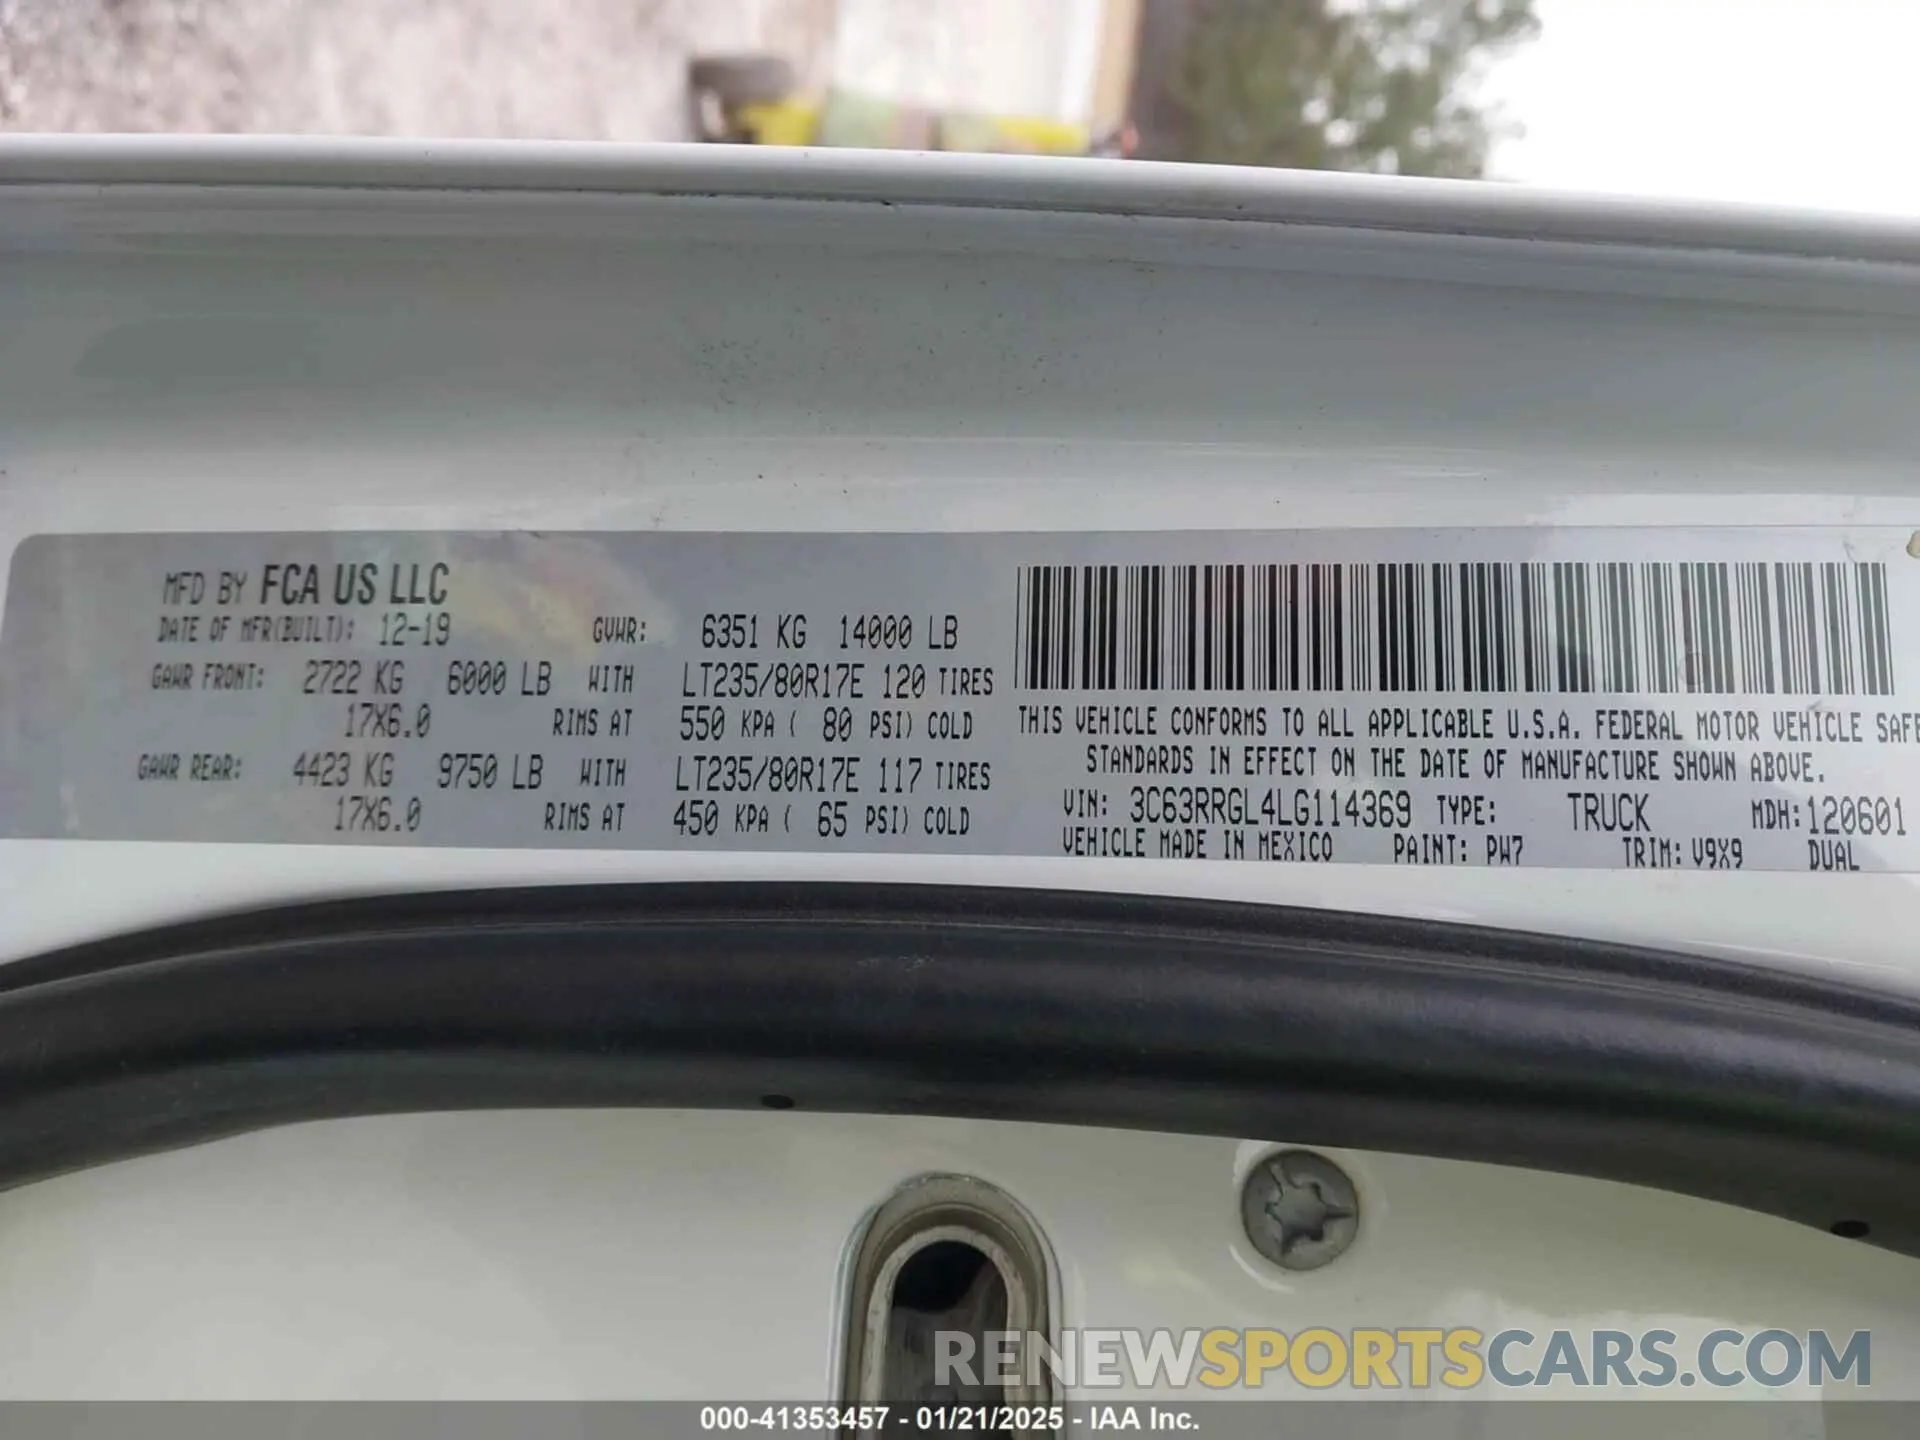 MFD BY FCA US LLC
DATE OF MFR(BUILT): 12-19 GVWR: 6351 KG 14000 LB
GAWR FRONT: 2722 KG 6000 LB WITH LT235/80R17E 120 TIRES
17X6.0 RIMS AT 550 KPA ( 80 PSI) COLD
GAWR REAR: 4423 KG 9750 LB WITH LT235/80R17E 117 TIRES
17X6.0 RIMS AT 450 KPA ( 65 PSI) COLD
THIS VEHICLE CONFORMS TO ALL APPLICABLE U.S.A. FEDERAL MOTOR VEHICLE SAFE
STANDARDS IN EFFECT ON THE DATE OF MANUFACTURE SHOWN ABOVE.
VIN: 3C63RRGL4LG114369 TYPE: TRUCK MDH: 120601
VEHICLE MADE IN MEXICO PAINT: PW7 TRIM: V9X9 DUAL
RENEWSPORTSCARS.COM
000-41353457 - 01/21/2025 - IAA Inc.